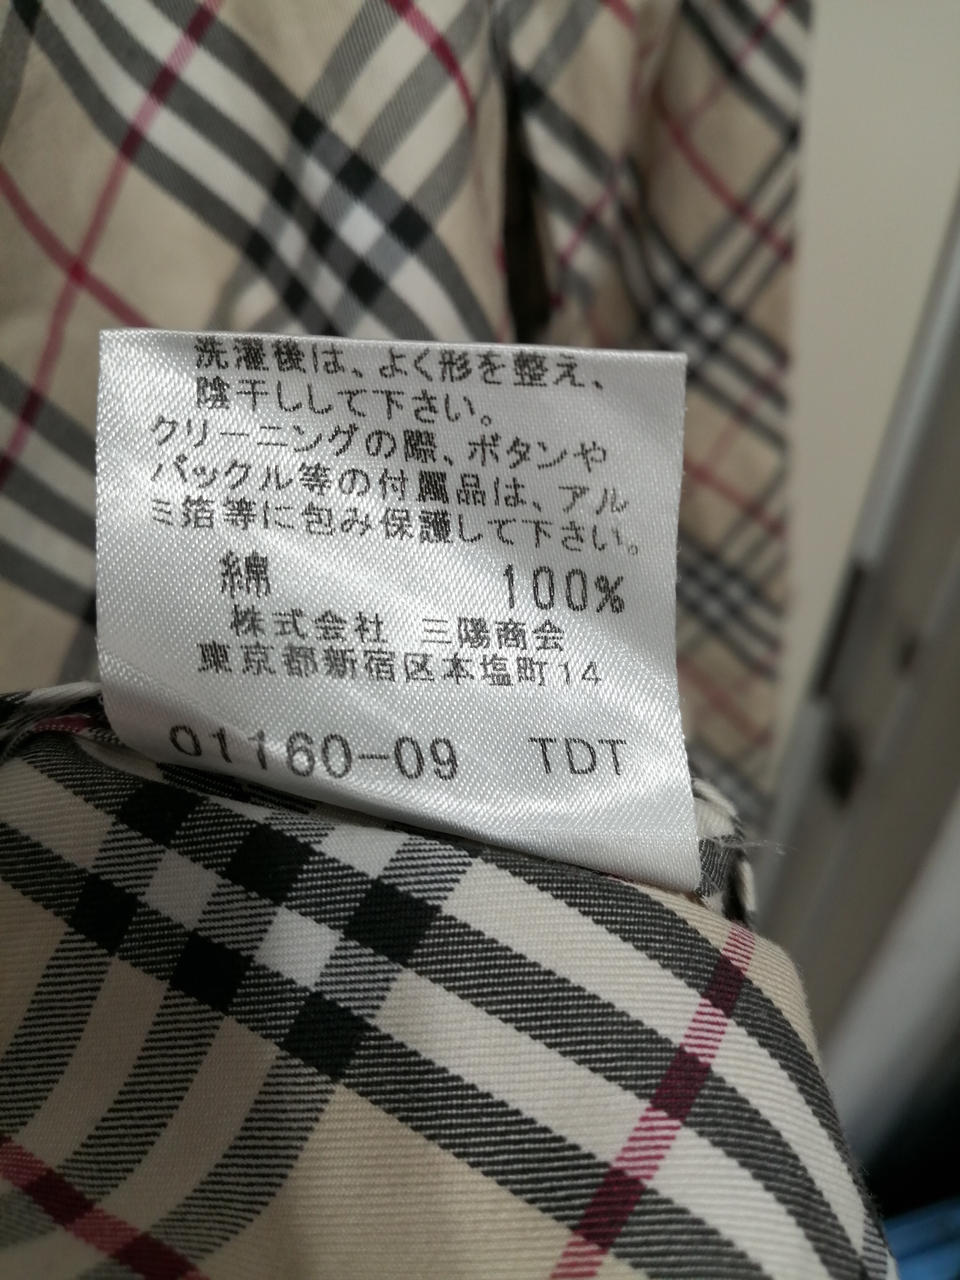 洗濯後は、よく形を整え、
陰干しして下さい。
クリーニングの際、ボタンや
バックル等の付属品は、アル
ミ箔等に包み保護して下さい。
綿 100%
株式会社 三陽商会
東京都新宿区本塩町14
01160-09 TDT